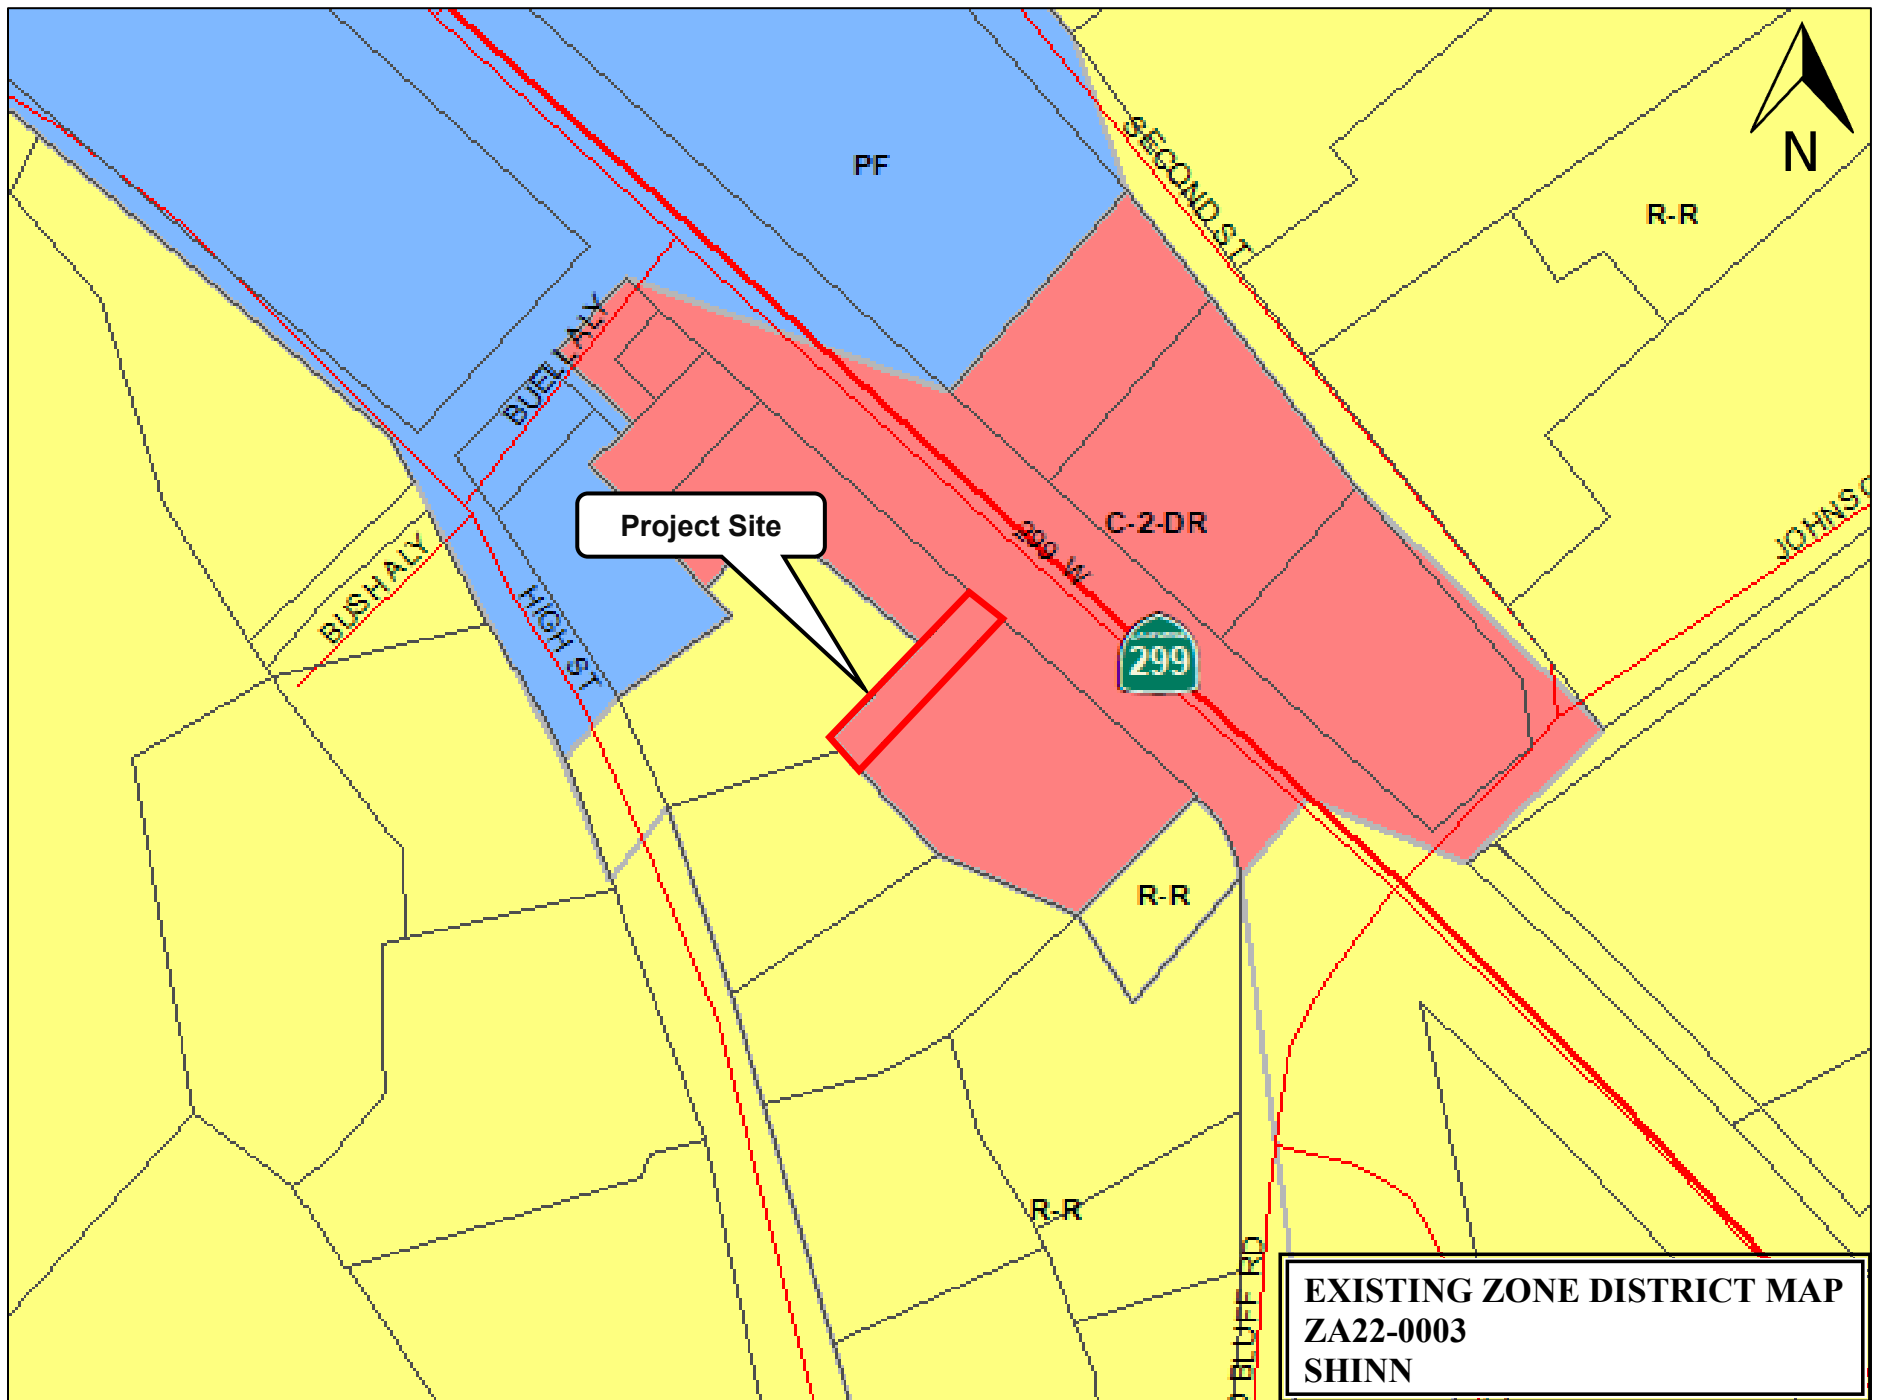 N
SECOND ST
PF
R-R
BUELL ALY
Project Site
C-2-DR
299 W
BUSH ALY
HIGH ST
299
R-R
R-R
BLUFF RD
EXISTING ZONE DISTRICT MAP
ZA22-0003
SHINN